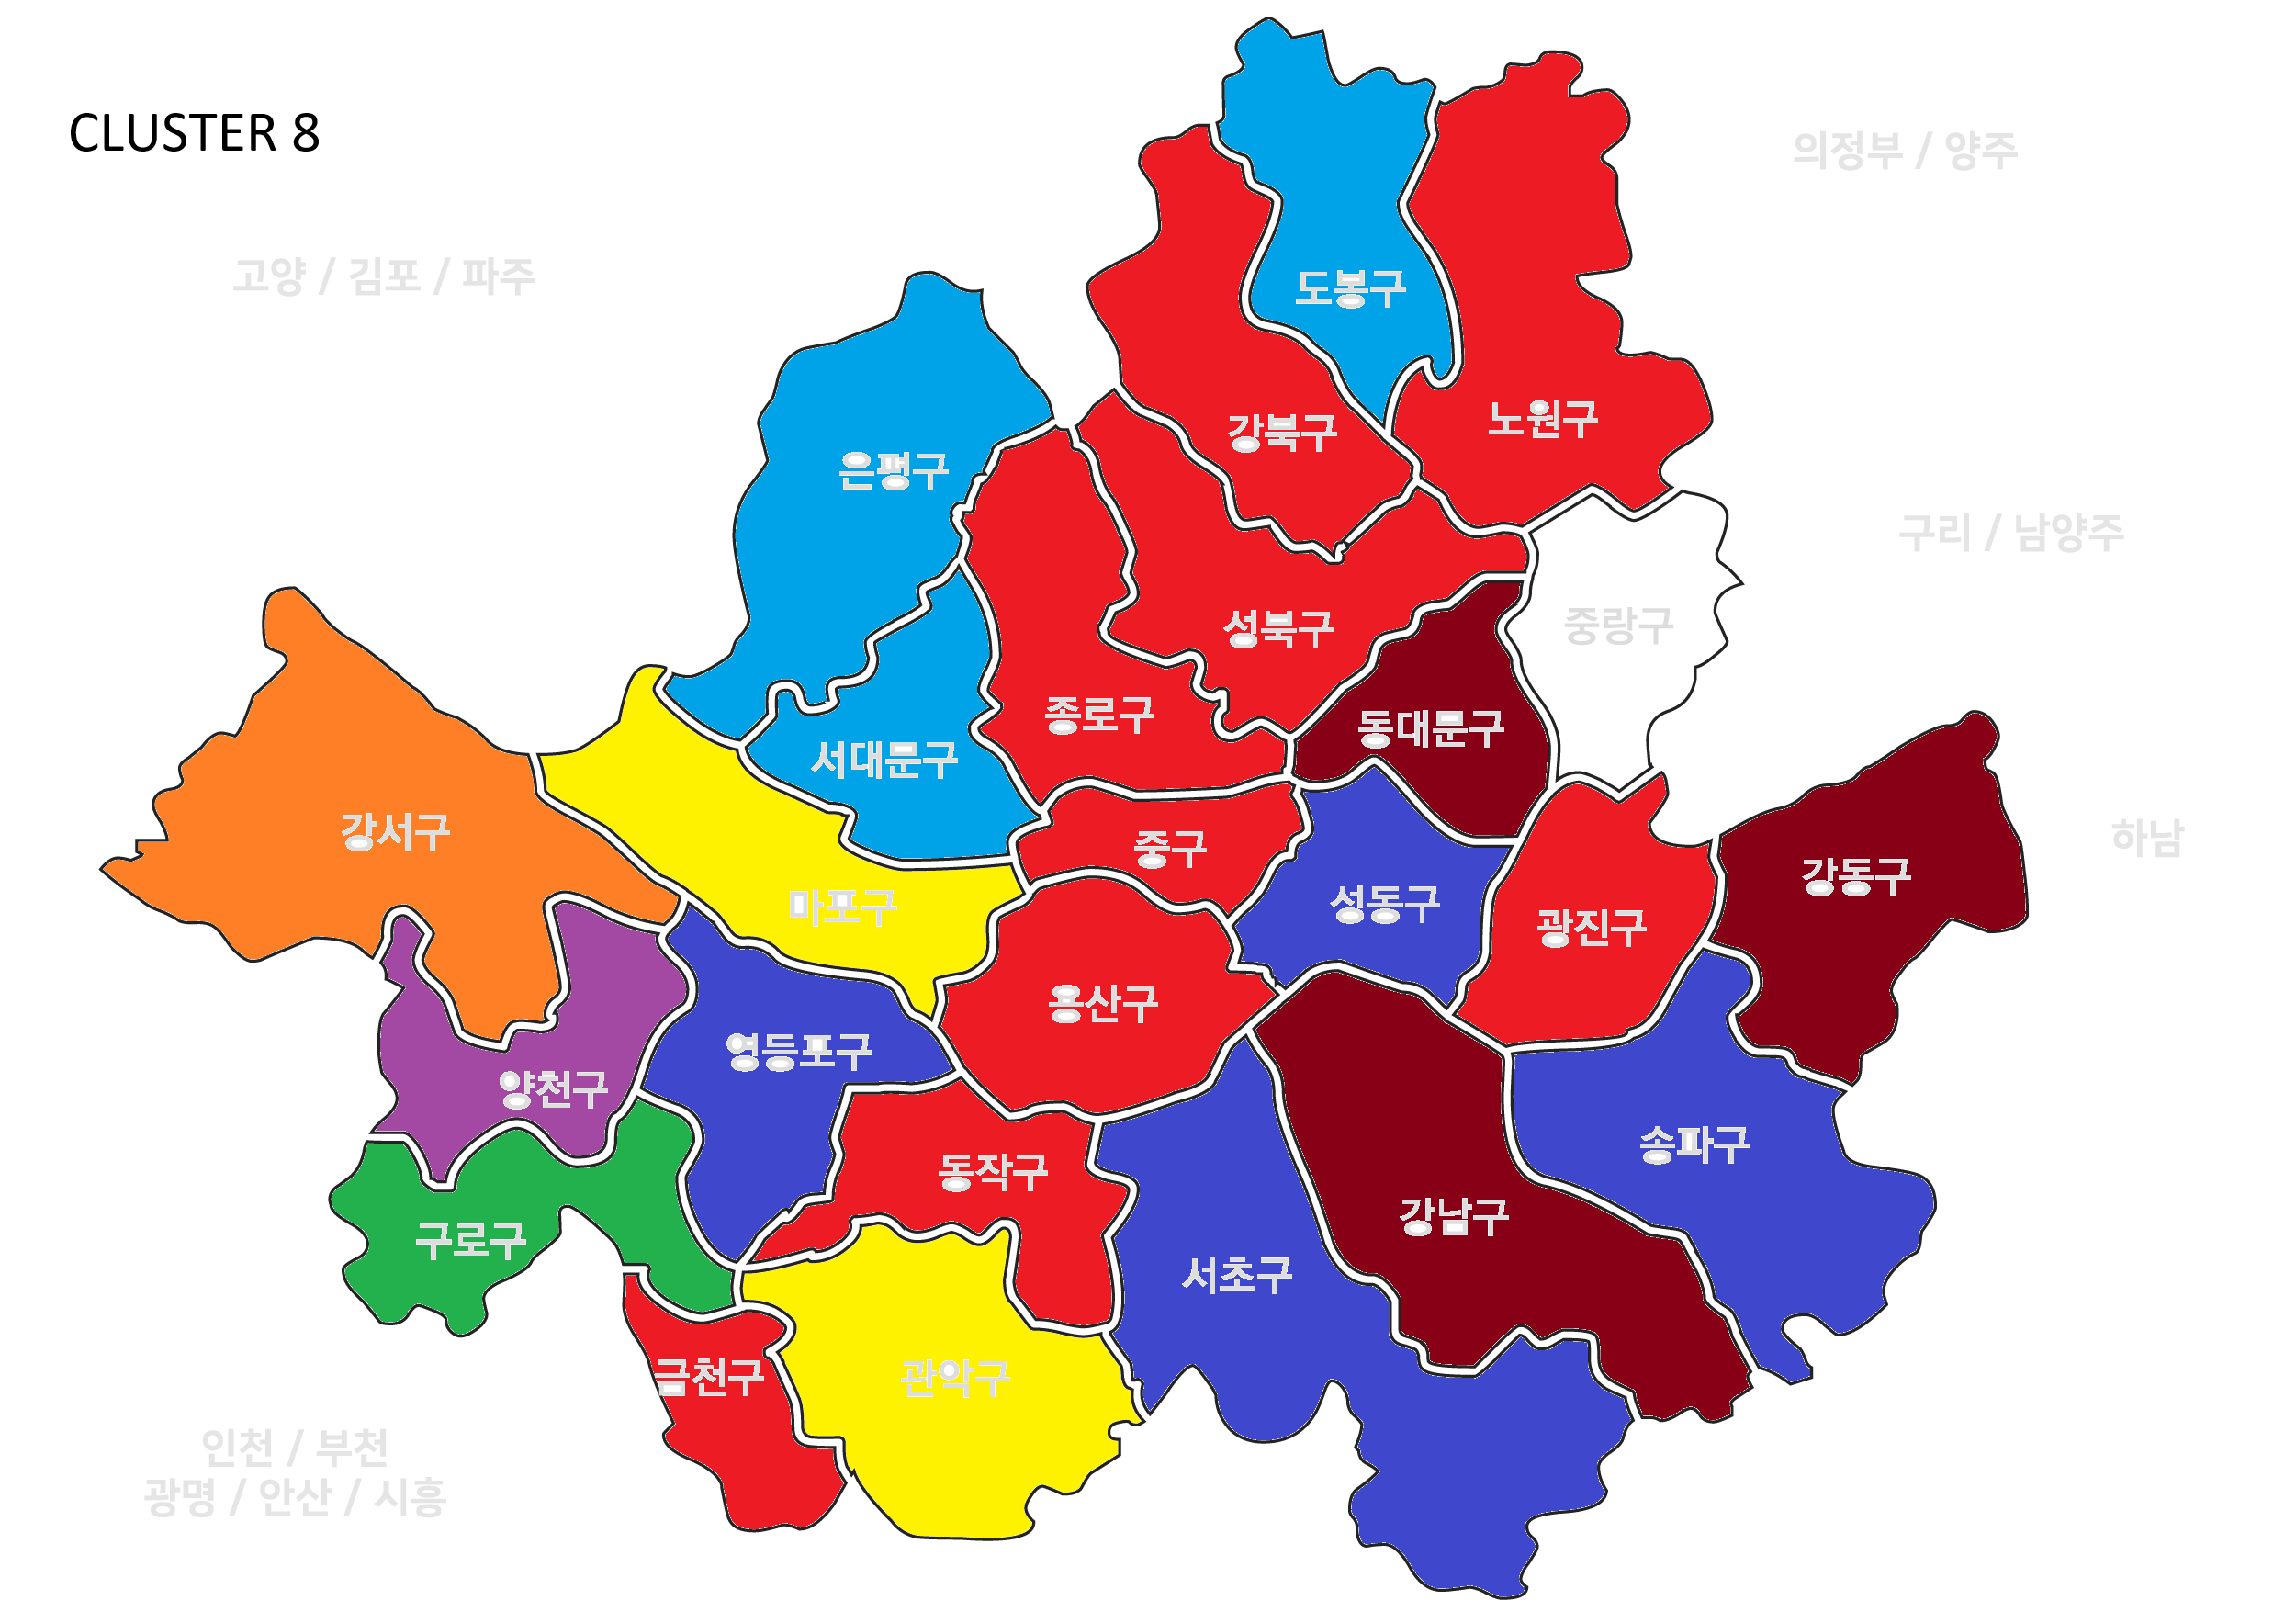 CLUSTER 8
의정부 / 양주
고양 / 김포 / 파주
도봉구
노원구
강북구
은평구
구리 / 남양주
중랑구
성북구
종로구
동대문구
서대문구
강서구
하남
중구
강동구
마포구
성동구
광진구
용산구
영등포구
양천구
송파구
동작구
강남구
구로구
서초구
금천구
관악구
인천 / 부천
광명 / 안산 / 시흥